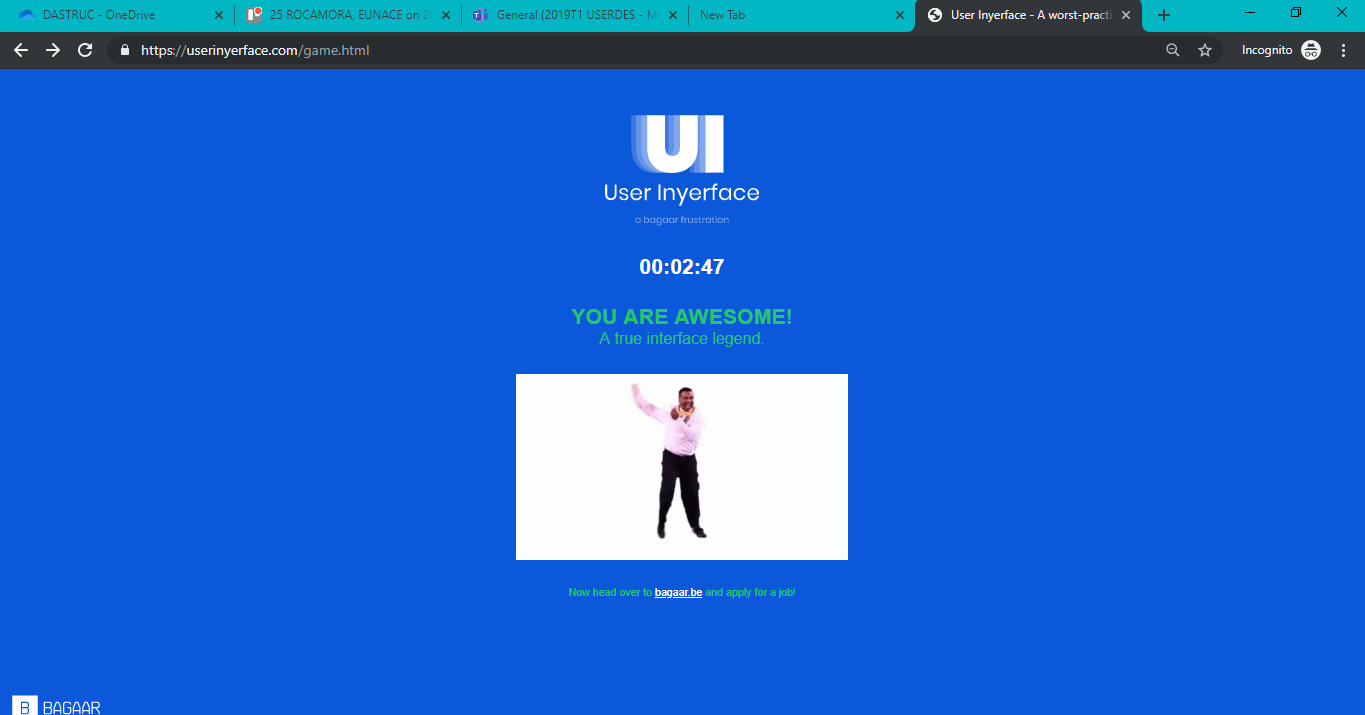 DASTRUC - OneDrive
25 ROCAMORA, EUNACE on 2
General (2019T1 USERDES - M
New Tab
User Inyerface - A worst-practi
https://userinyerface.com/game.html
Incognito
UI
User Inyerface
a bagaar frustration
00:02:47
YOU ARE AWESOME!
A true interface legend.
Now head over to bagaar.be and apply for a job!
B BAGAAR